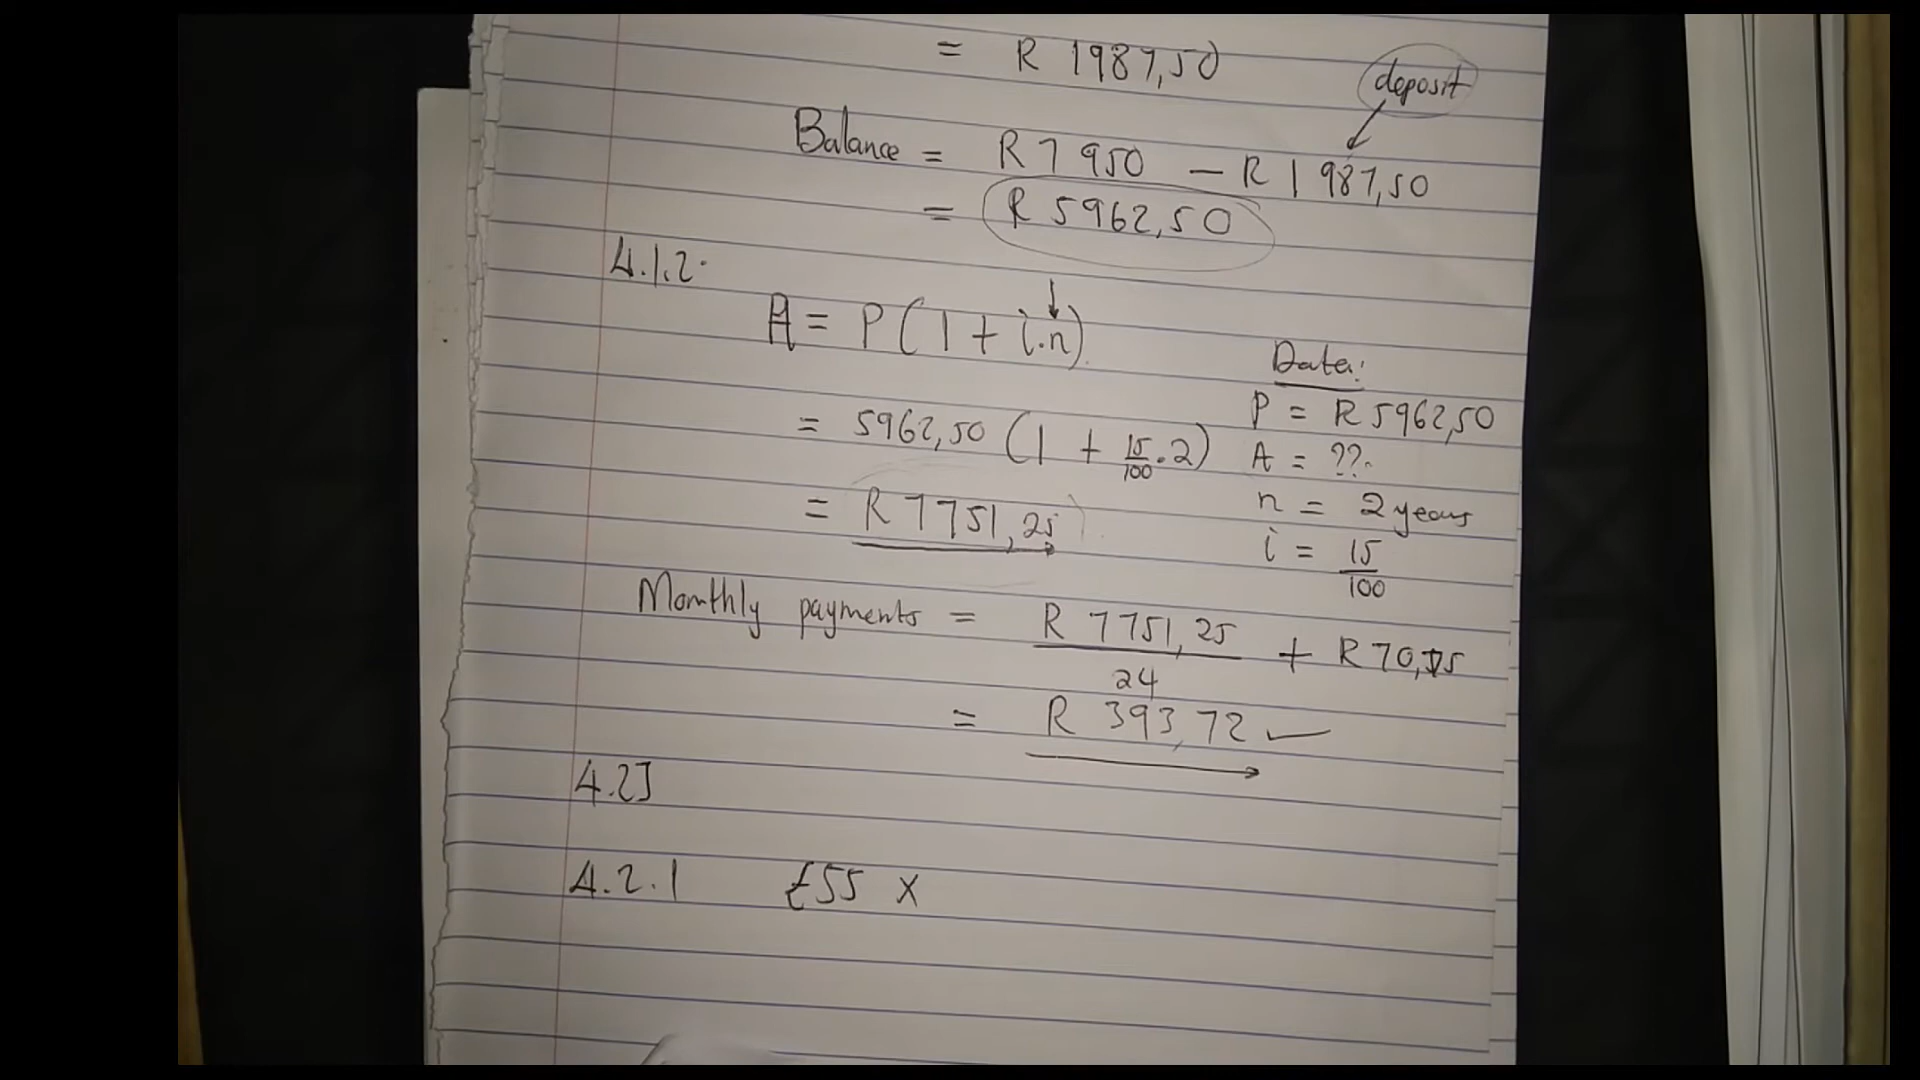 = R 1987,50
deposit
Balance = R 7 950 - R 1 987,50
= R 5962,50
4.1.2.
A = P(1 + i.n)
Data:
P = R 5962,50
= 5962,50 (1 + 15/100 . 2)
A = ??.
= R 7751,25
n = 2 years
i = 15/100
Monthly payments = R 7751,25/24 + R 70,75
= R 393,72 ✓
4.2]
4.2.1 £55 x